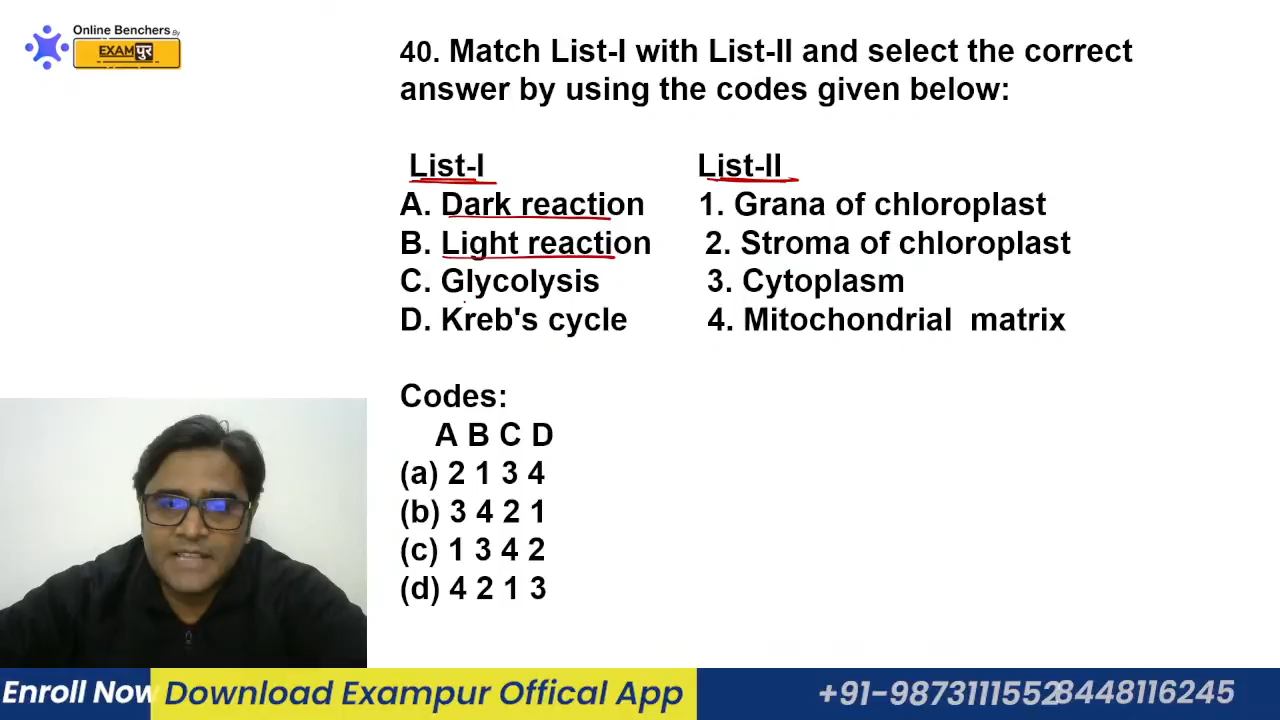 Online Benchers By
EXAMपुर
40. Match List-I with List-II and select the correct
answer by using the codes given below:
List-I List-II
A. Dark reaction 1. Grana of chloroplast
B. Light reaction 2. Stroma of chloroplast
C. Glycolysis 3. Cytoplasm
D. Kreb's cycle 4. Mitochondrial matrix
Codes:
A B C D
(a) 2 1 3 4
(b) 3 4 2 1
(c) 1 3 4 2
(d) 4 2 1 3
Enroll Now Download Exampur Offical App +91-9873111552 8448116245